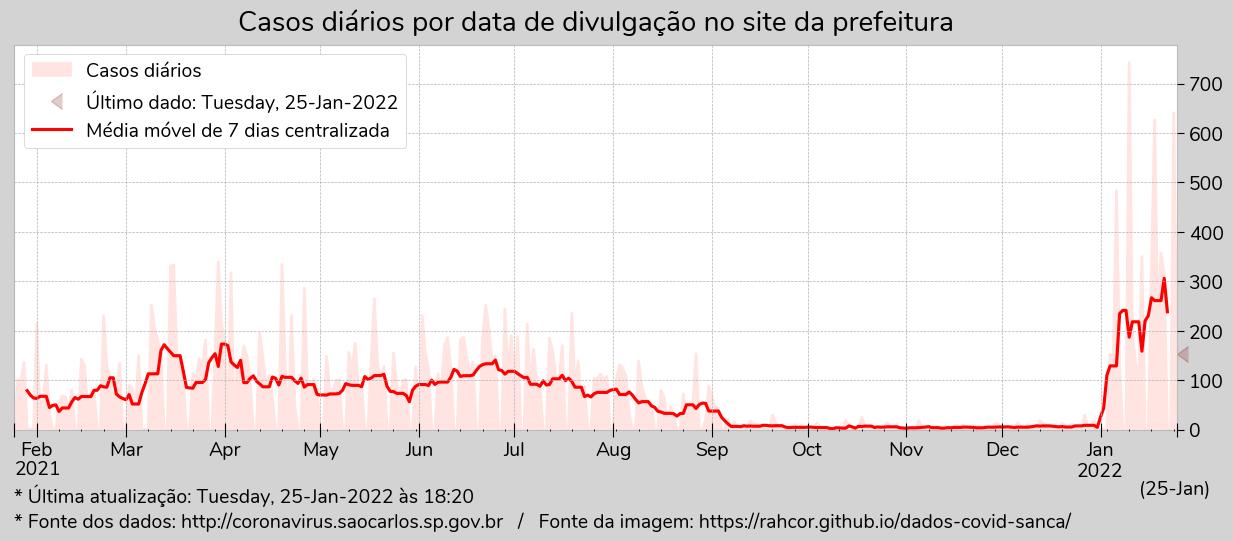 Casos diários por data de divulgação no site da prefeitura
Casos diários
Último dado: Tuesday, 25-Jan-2022
Média móvel de 7 dias centralizada
700
600
500
400
300
200
100
0
Feb Mar Apr May Jun Jul Aug Sep Oct Nov Dec Jan
2021 2022
(25-Jan)
* Última atualização: Tuesday, 25-Jan-2022 às 18:20
* Fonte dos dados: http://coronavirus.saocarlos.sp.gov.br / Fonte da imagem: https://rahcor.github.io/dados-covid-sanca/